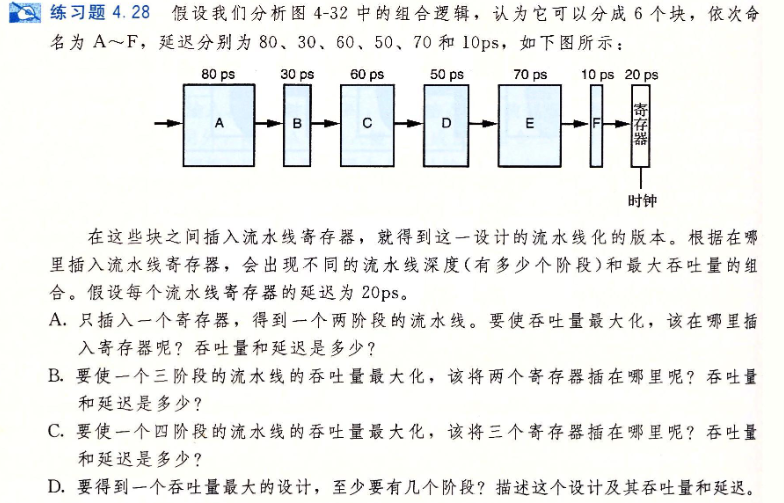 练习题 4.28 假设我们分析图 4-32 中的组合逻辑，认为它可以分成 6 个块，依次命
名为 A～F，延迟分别为 80、30、60、50、70 和 10ps，如下图所示：
80 ps 30 ps 60 ps 50 ps 70 ps 10 ps 20 ps
A B C D E F 寄存器
时钟
在这些块之间插入流水线寄存器，就得到这一设计的流水线化的版本。根据在哪
里插入流水线寄存器，会出现不同的流水线深度(有多少个阶段)和最大吞吐量的组
合。假设每个流水线寄存器的延迟为 20ps。
A. 只插入一个寄存器，得到一个两阶段的流水线。要使吞吐量最大化，该在哪里插
入寄存器呢？吞吐量和延迟是多少？
B. 要使一个三阶段的流水线的吞吐量最大化，该将两个寄存器插在哪里呢？吞吐量
和延迟是多少？
C. 要使一个四阶段的流水线的吞吐量最大化，该将三个寄存器插在哪里呢？吞吐量
和延迟是多少？
D. 要得到一个吞吐量最大的设计，至少要有几个阶段？描述这个设计及其吞吐量和延迟。